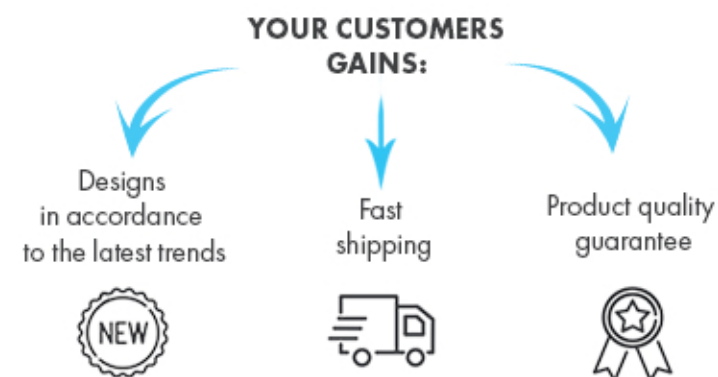 YOUR CUSTOMERS
GAINS:
Designs
in accordance
to the latest trends
Fast
shipping
Product quality
guarantee
NEW